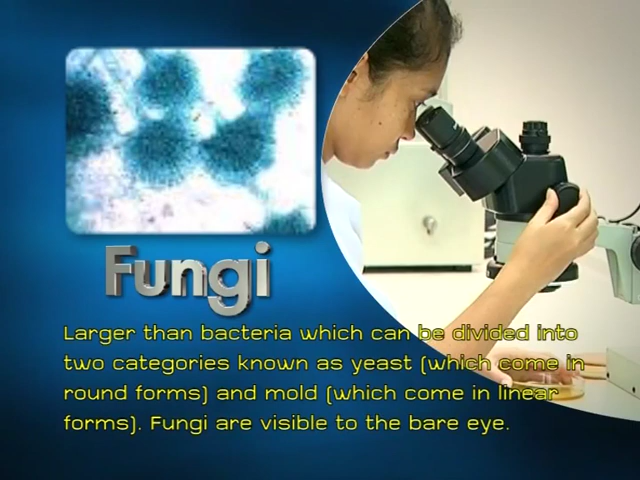 Fungi
Larger than bacteria which can be divided into
two categories known as yeast (which come in
round forms) and mold (which come in linear
forms). Fungi are visible to the bare eye.